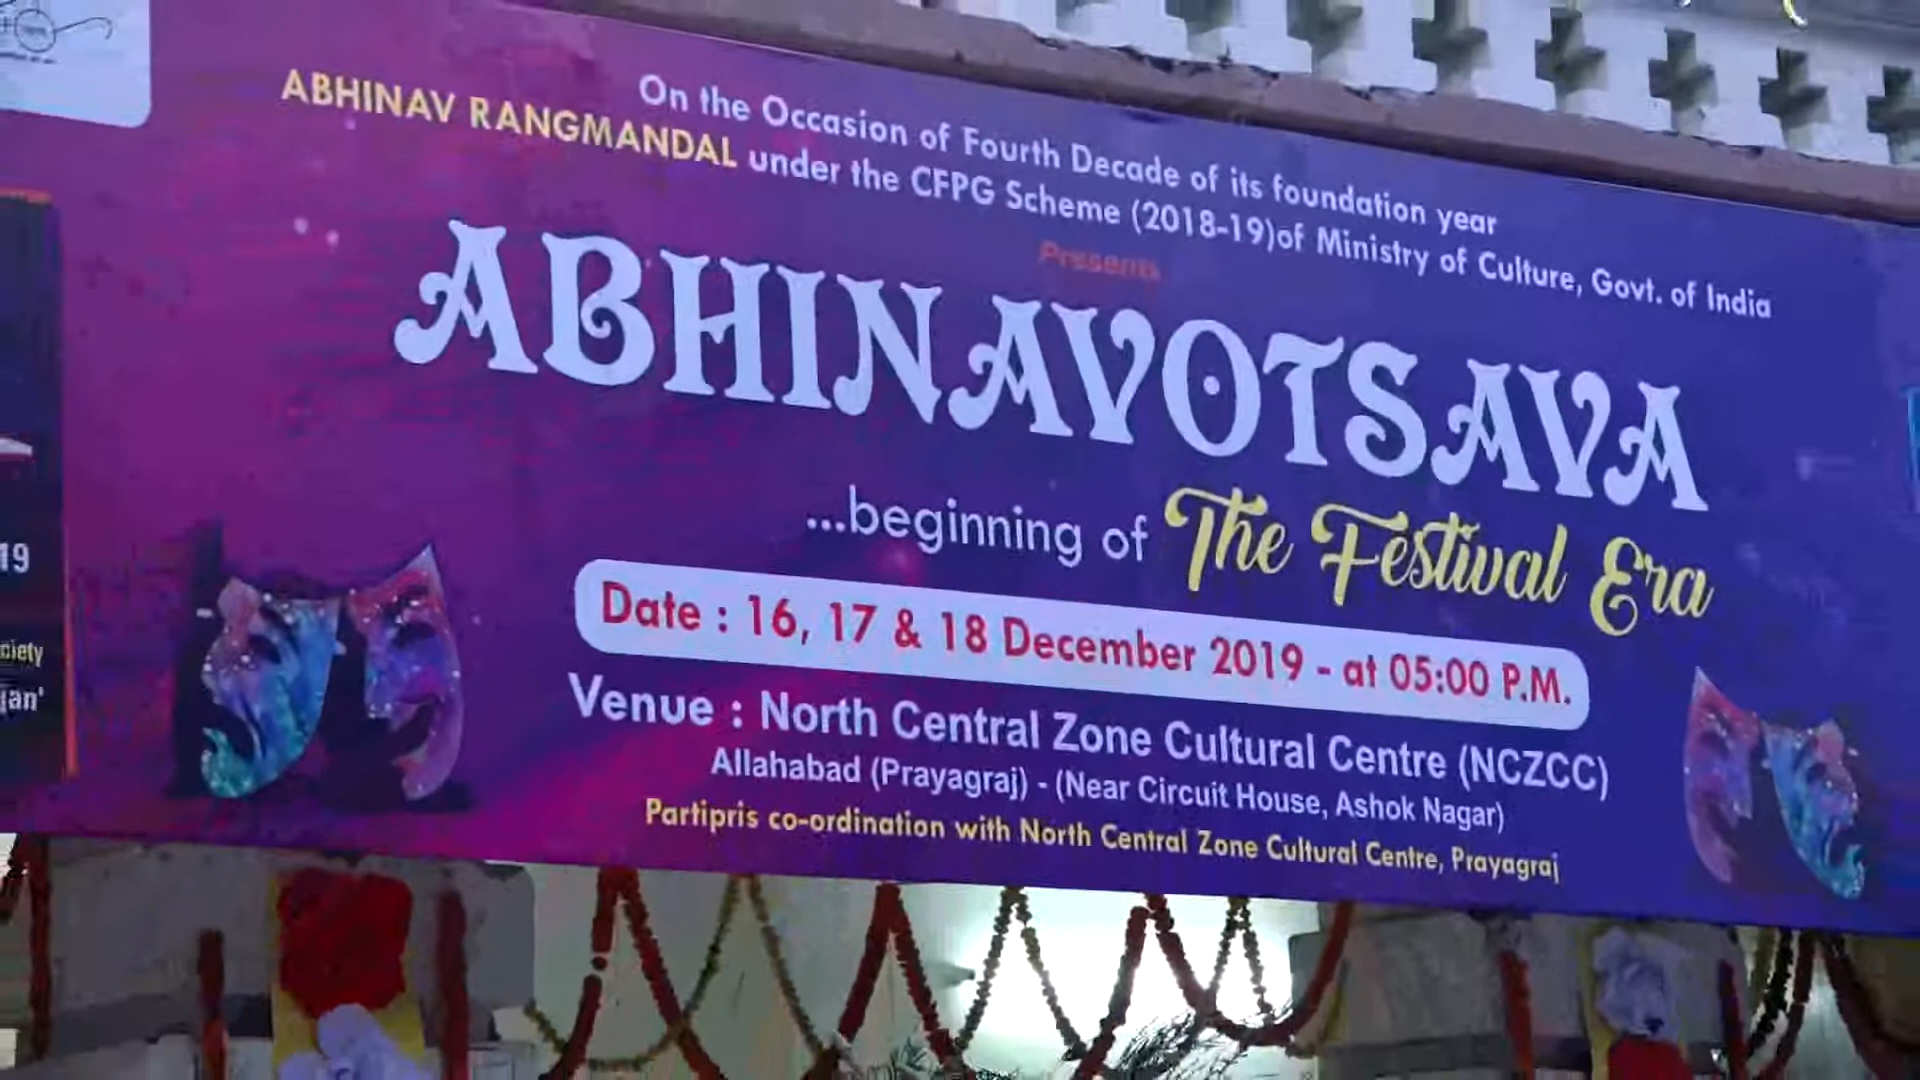 On the Occasion of Fourth Decade of its foundation year
ABHINAV RANGMANDAL under the CFPG Scheme (2018-19)of Ministry of Culture, Govt. of India
Presents
ABHINAVOTSAVA
...beginning of The Festival Era
Date : 16, 17 & 18 December 2019 - at 05:00 P.M.
Venue : North Central Zone Cultural Centre (NCZCC)
Allahabad (Prayagraj) - (Near Circuit House, Ashok Nagar)
Partipris co-ordination with North Central Zone Cultural Centre, Prayagraj
19